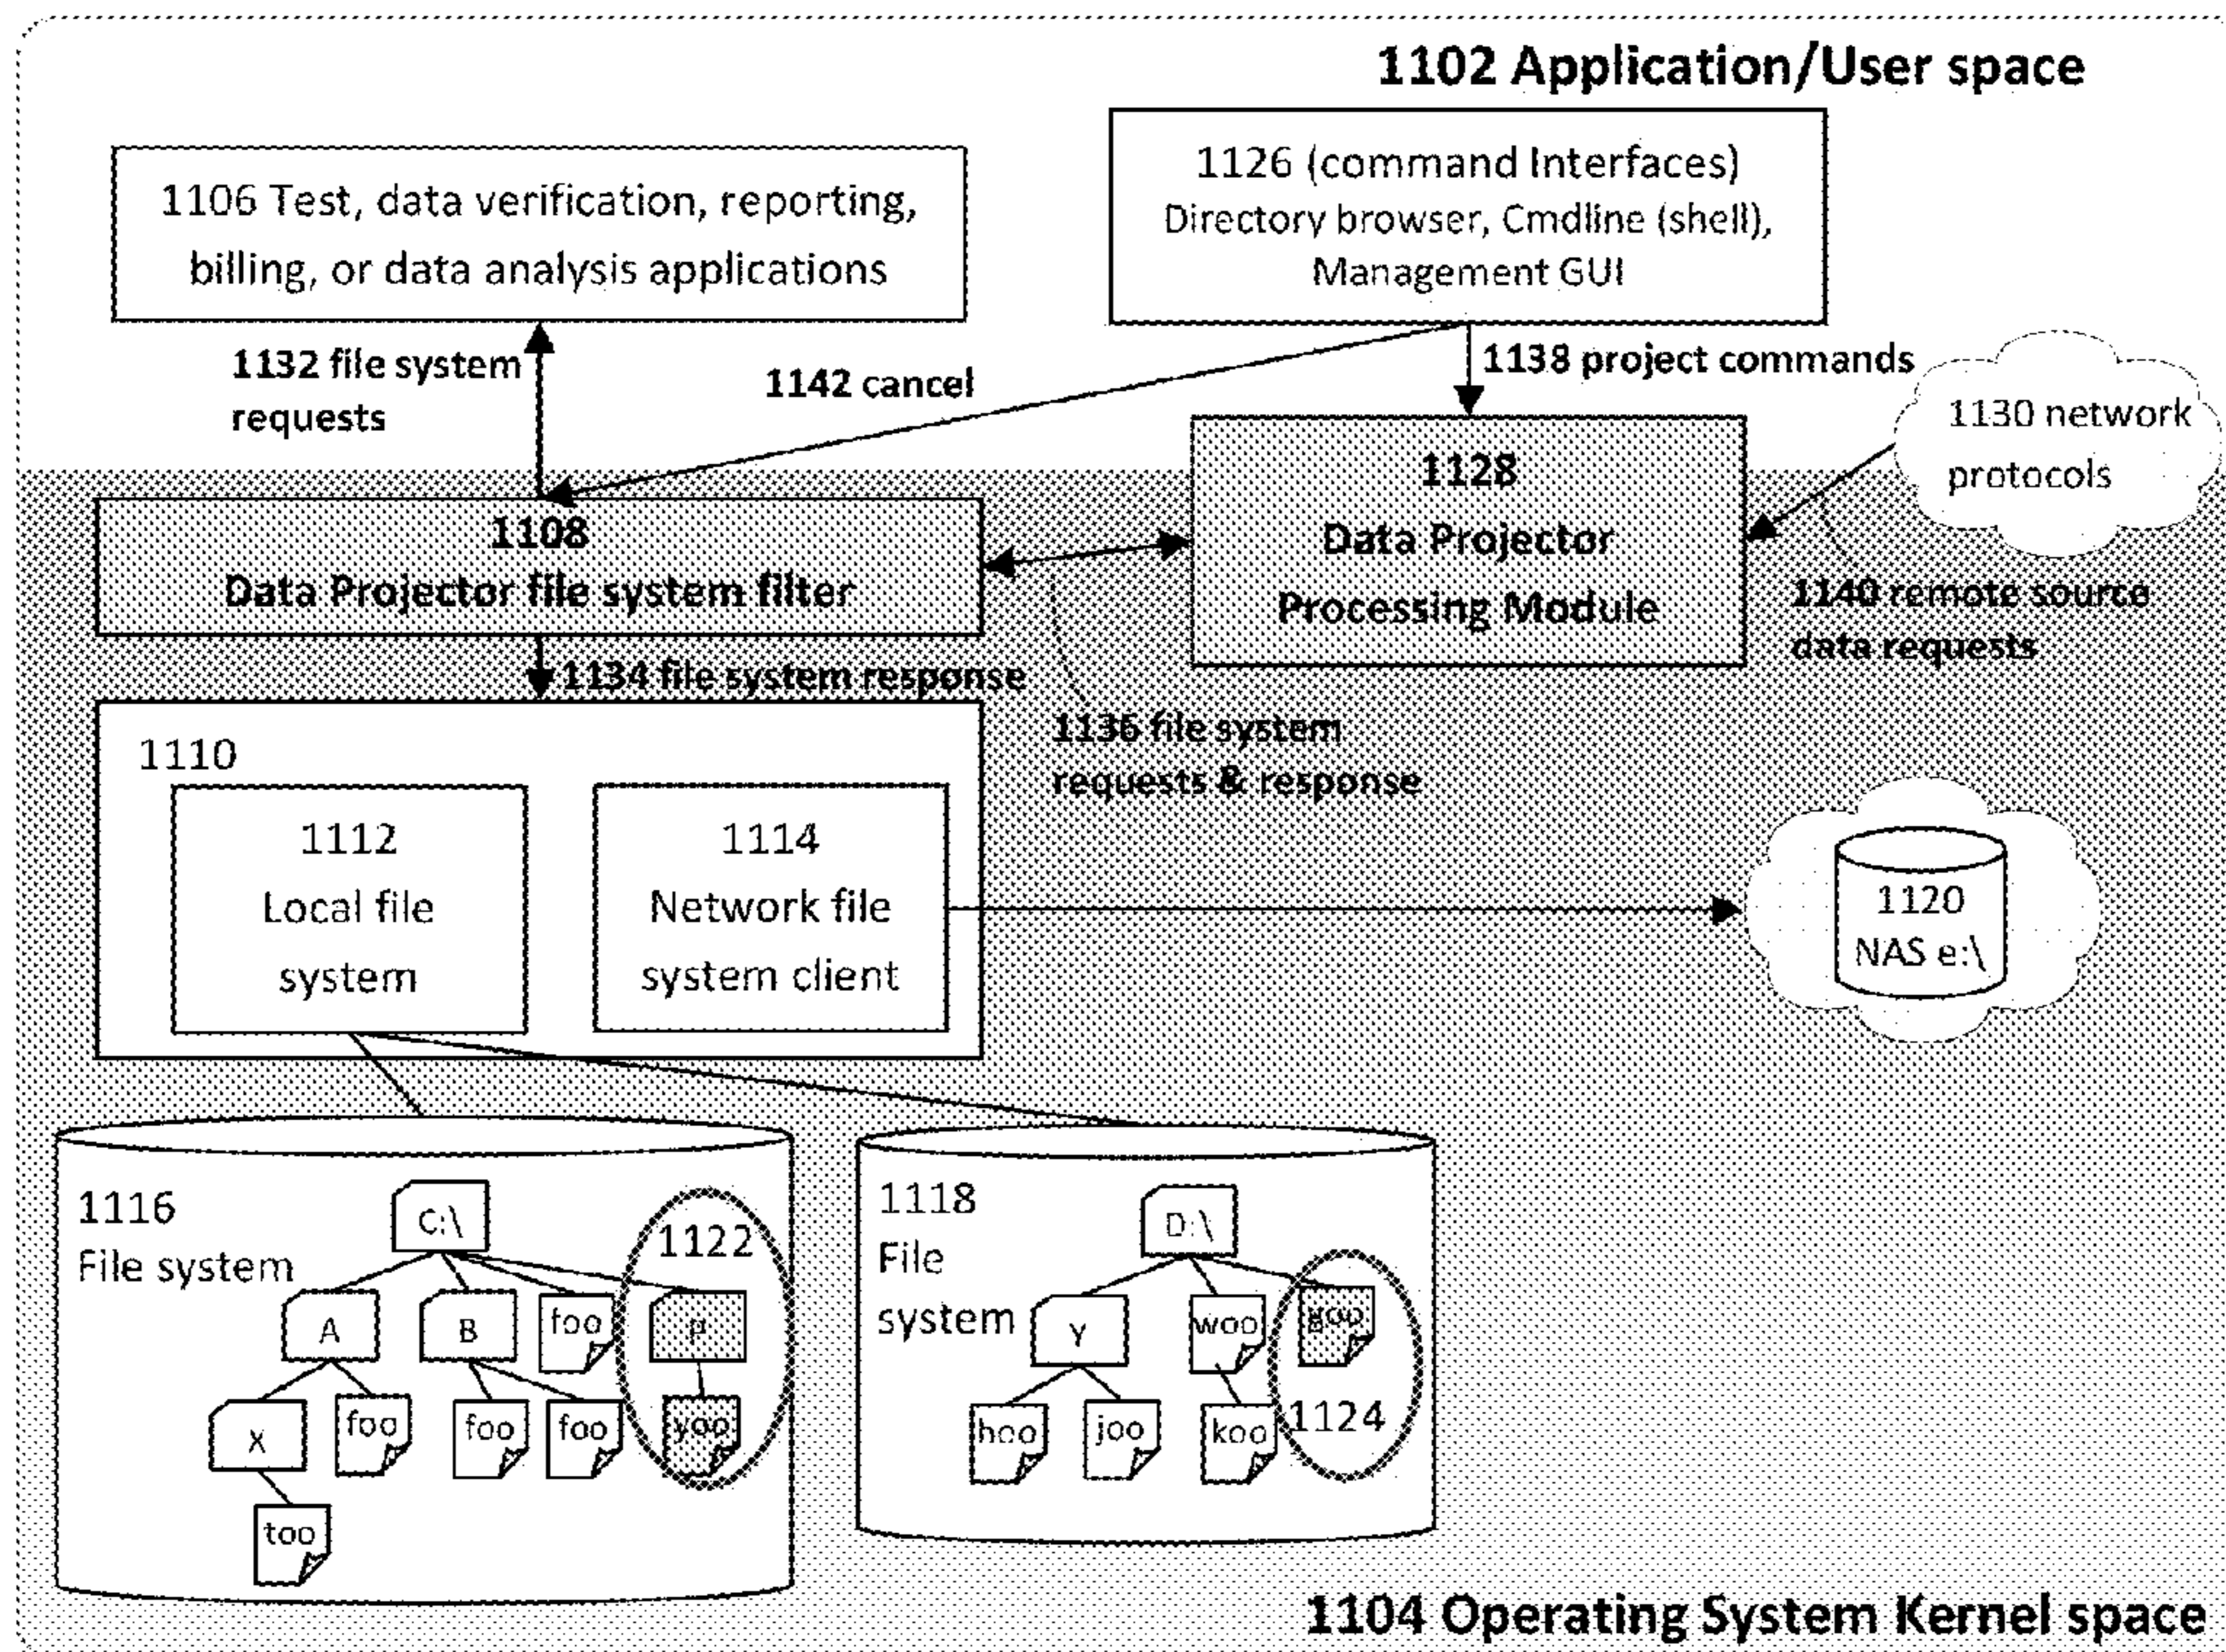 1102 Application/User space
1106 Test, data verification, reporting,
billing, or data analysis applications
1126 (command Interfaces)
Directory browser, Cmdline (shell),
Management GUI
1132 file system
requests
1142 cancel
1138 project commands
1130 network
protocols
1108
Data Projector file system filter
1128
Data Projector
Processing Module
1140 remote source
data requests
1134 file system response
1136 file system
requests & response
1110
1112
Local file
system
1114
Network file
system client
1120
NAS e:\
1116
File system
C:\
1122
A
B
foo
P
X
foo
foo
foo
yoo
too
1118
File
system
D:\
Y
woo
goo
hoo
joo
koo
1124
1104 Operating System Kernel space